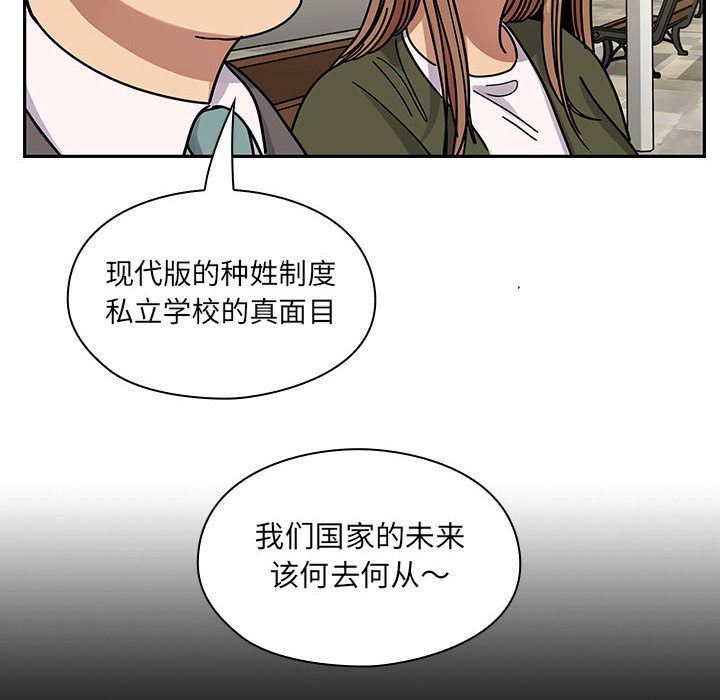 现代版的种姓制度
私立学校的真面目
我们国家的未来
该何去何从～